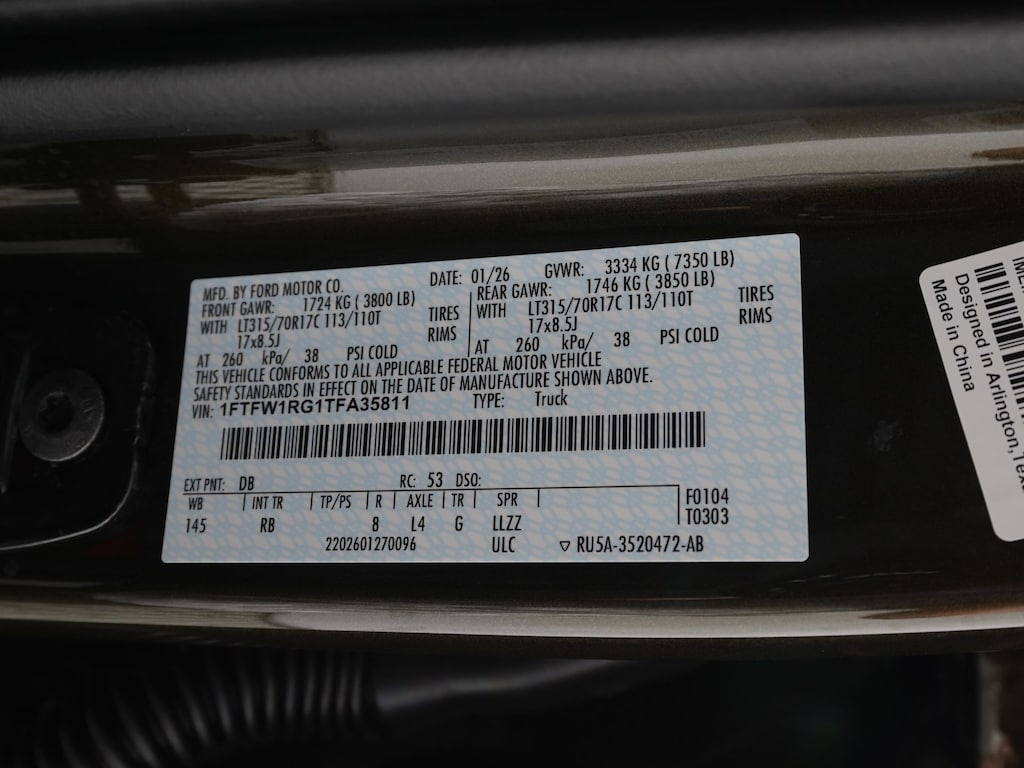 MFD. BY FORD MOTOR CO. DATE: 01/26 GVWR: 3334 KG ( 7350 LB)
FRONT GAWR: 1724 KG ( 3800 LB) REAR GAWR: 1746 KG ( 3850 LB)
WITH LT315/70R17C 113/110T TIRES WITH LT315/70R17C 113/110T TIRES
17x8.5J RIMS 17x8.5J RIMS
AT 260 kPa/ 38 PSI COLD AT 260 kPa/ 38 PSI COLD
THIS VEHICLE CONFORMS TO ALL APPLICABLE FEDERAL MOTOR VEHICLE
SAFETY STANDARDS IN EFFECT ON THE DATE OF MANUFACTURE SHOWN ABOVE.
VIN: 1FTFW1RG1TFA35811 TYPE: Truck
EXT PNT: DB RC: 53 DSO:
WB INT TR TP/PS R AXLE TR SPR F0104
145 RB 8 L4 G LLZZ T0303
2202601270096 ULC ▽ RU5A-3520472-AB
Designed in Arlington,
Made in China